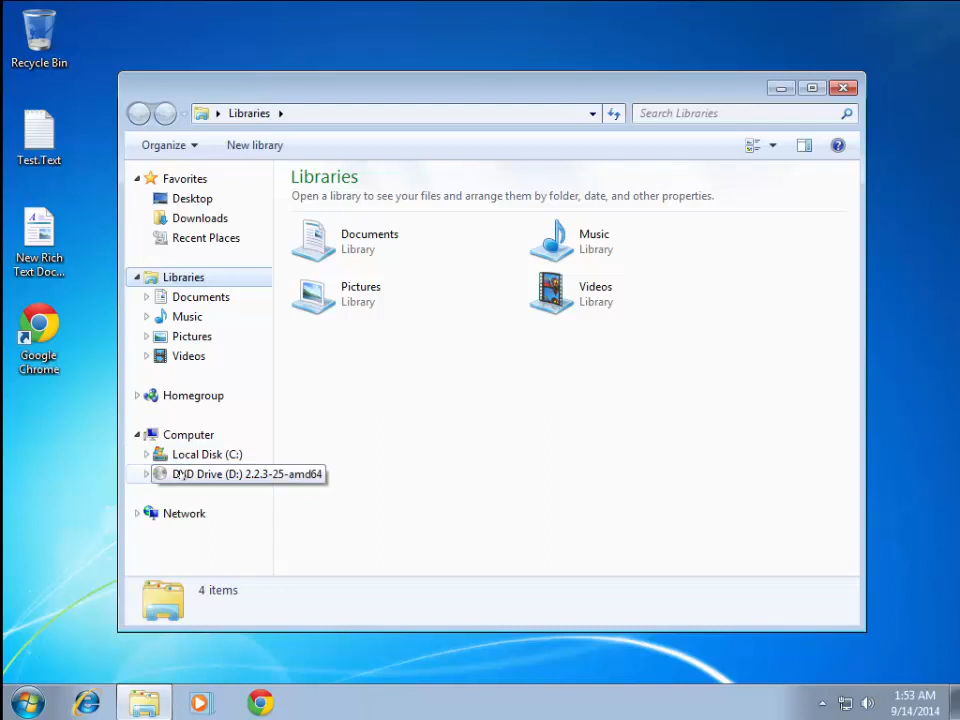 Recycle Bin
Test.Text
New Rich
Text Doc...
Google
Chrome
Libraries
Search Libraries
Organize
New library
Favorites
Desktop
Downloads
Recent Places
Libraries
Documents
Music
Pictures
Videos
Homegroup
Computer
Local Disk (C:)
DVD Drive (D:) 2.2.3-25-amd64
Network
Libraries
Open a library to see your files and arrange them by folder, date, and other properties.
Documents
Library
Music
Library
Pictures
Library
Videos
Library
4 items
1:53 AM
9/14/2014